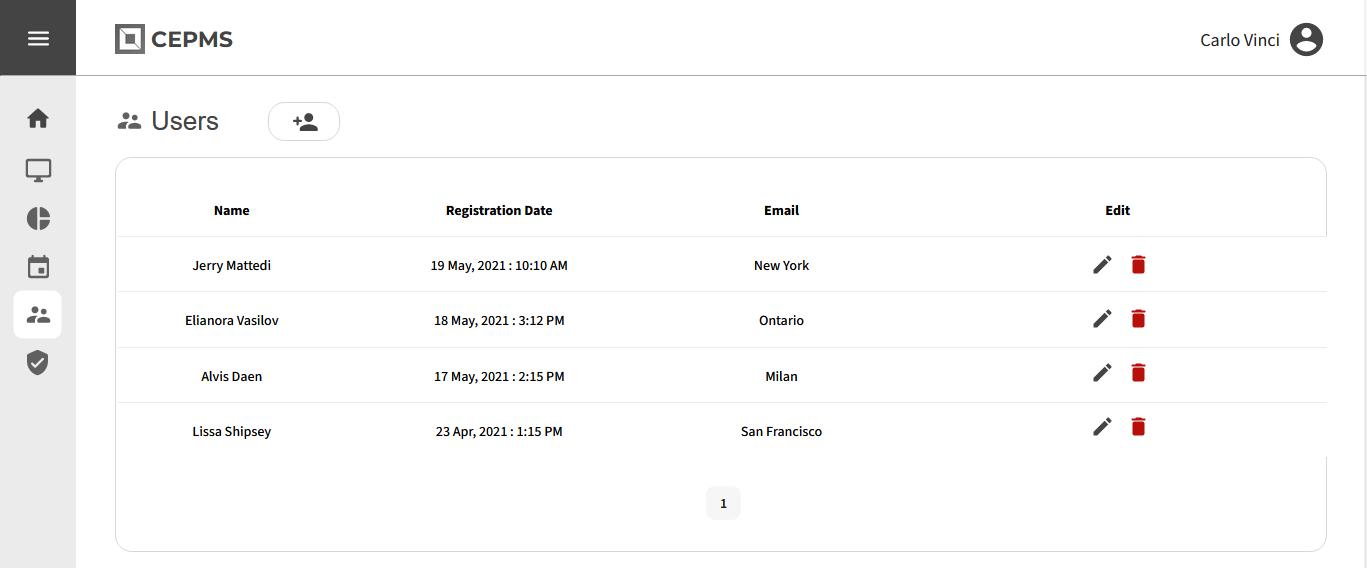 CEPMS
Carlo Vinci
Users
Name Registration Date Email Edit
Jerry Mattedi 19 May, 2021 : 10:10 AM New York
Elianora Vasilov 18 May, 2021 : 3:12 PM Ontario
Alvis Daen 17 May, 2021 : 2:15 PM Milan
Lissa Shipsey 23 Apr, 2021 : 1:15 PM San Francisco
1